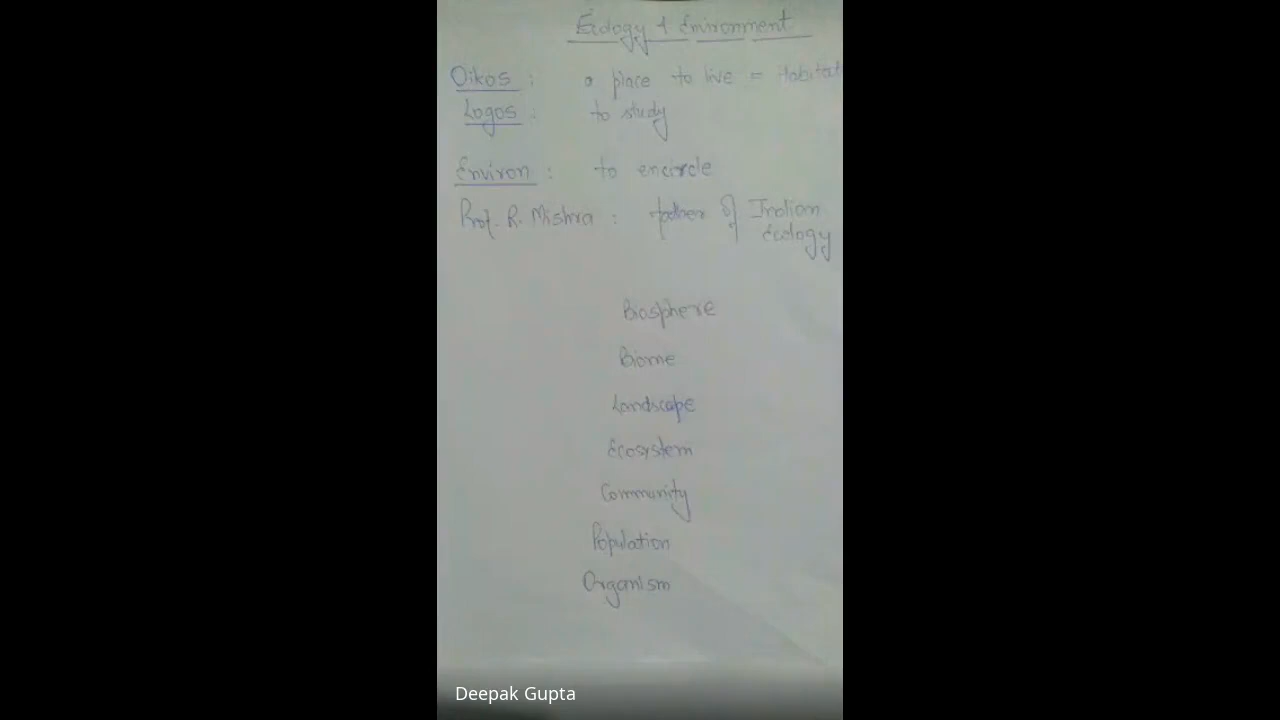 Ecology & Environment
Oikos : a place to live = Habitat
Logos : to study
Environ : to encircle
Prof. R. Mishra : father of Indian
Ecology
Biosphere
Biome
Landscape
Ecosystem
Community
Population
Organism
Deepak Gupta